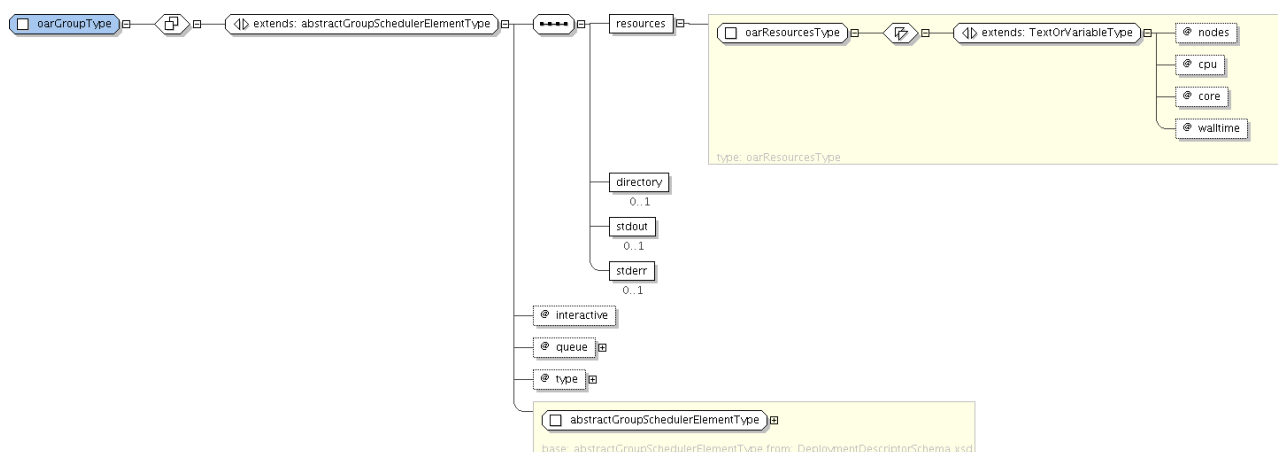 oarGroupType
extends: abstractGroupSchedulerElementType
resources
oarResourcesType
extends: TextOrVariableType
@ nodes
@ cpu
@ core
@ walltime
type: oarResourcesType
directory
0..1
stdout
0..1
stderr
0..1
@ interactive
@ queue
@ type
abstractGroupSchedulerElementType
base: abstractGroupSchedulerElementType from: DeploymentDescriptorSchema.xsd